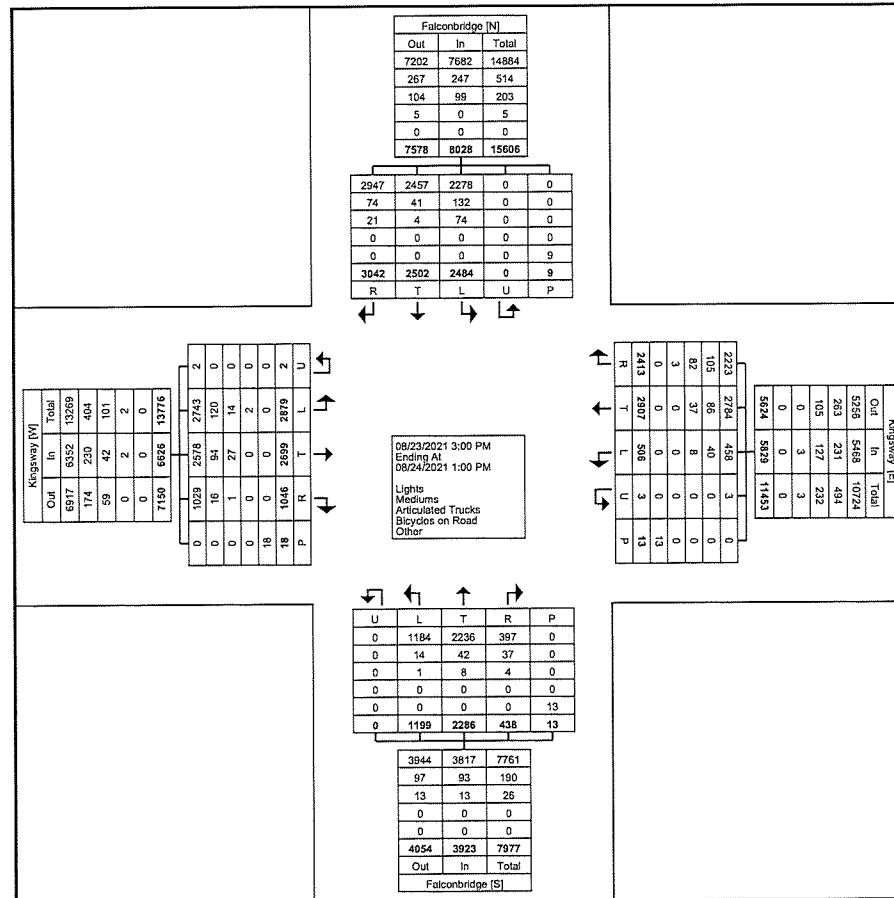 Falconbridge [N]
Out In Total
7202 7682 14884
267 247 514
104 99 203
5 0 5
0 0 0
7578 8028 15606
2947 2457 2278 0 0
74 41 132 0 0
21 4 74 0 0
0 0 0 0 0
0 0 0 0 9
3042 2502 2484 0 9
R T L U P
Kingsway [W]
Out In Total
6917 6352 13269
174 230 404
59 42 101
0 2 2
0 0 0
7150 6626 13776
2 2743 2578 1029 0
0 120 94 16 0
0 14 27 1 0
0 2 0 0 0
0 0 0 0 18
2 2879 2699 1046 18
U L T R P
08/23/2021 3:00 PM
Ending At
08/24/2021 1:00 PM
Lights
Mediums
Articulated Trucks
Bicycles on Road
Other
Kingsway [E]
Out In Total
5256 5468 10724
263 231 494
105 127 232
0 3 3
0 0 0
5624 5829 11453
2223 2784 458 3 0
105 86 40 0 0
82 37 8 0 0
3 0 0 0 0
0 0 0 0 13
2413 2907 506 3 13
R T L U P
U L T R P
0 1184 2236 397 0
0 14 42 37 0
0 1 8 4 0
0 0 0 0 0
0 0 0 0 13
0 1199 2286 438 13
3944 3817 7761
97 93 190
13 13 26
0 0 0
0 0 0
4054 3923 7977
Out In Total
Falconbridge [S]